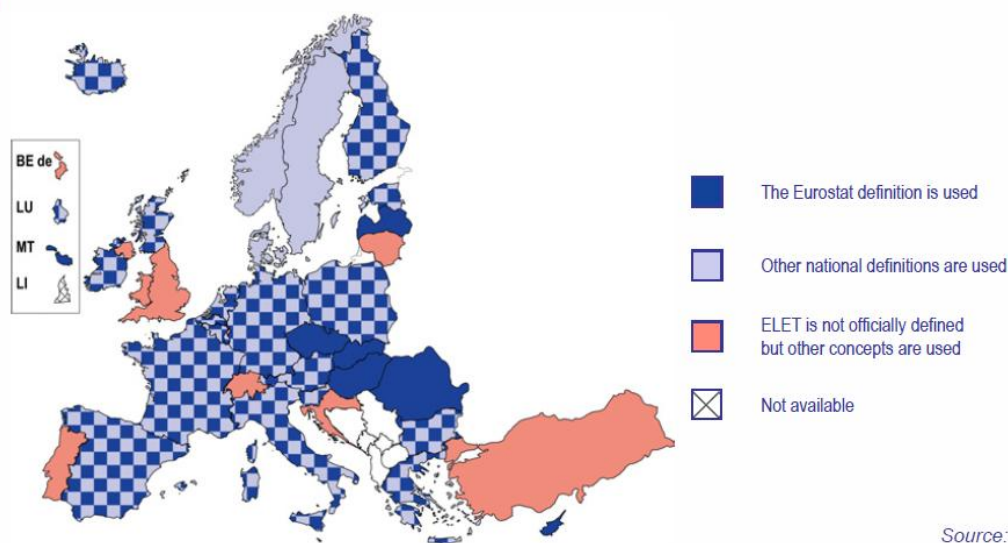 BE de
LU
MT
LI
The Eurostat definition is used
Other national definitions are used
ELET is not officially defined
but other concepts are used
Not available
Source: